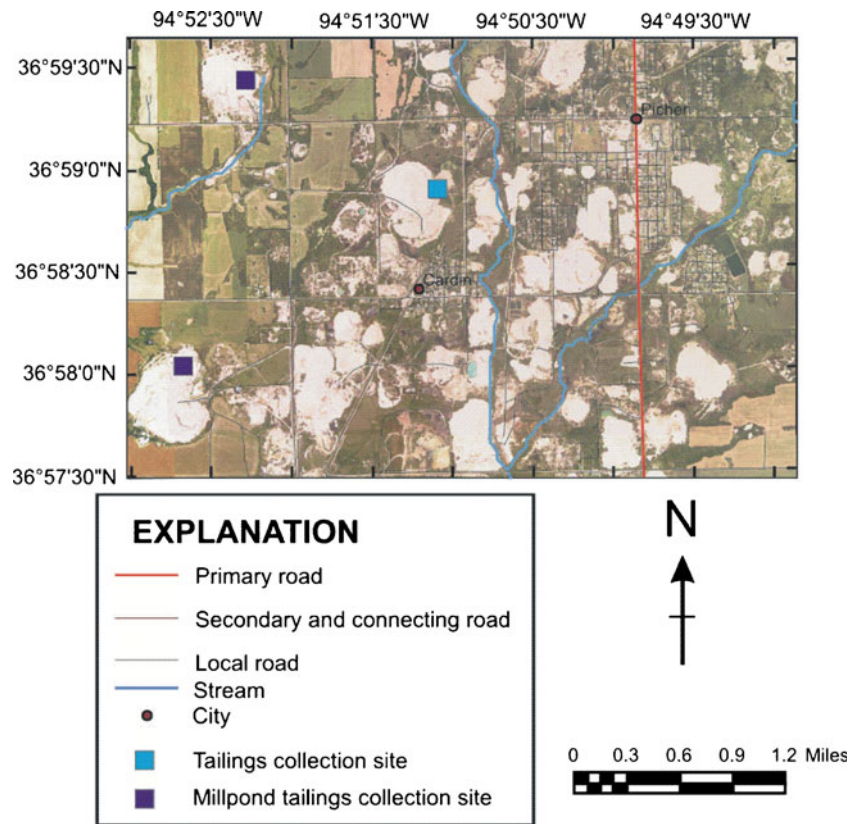 94°52'30"W 94°51'30"W 94°50'30"W 94°49'30"W
36°59'30"N
Picher
36°59'0"N
36°58'30"N
Cardin
36°58'0"N
36°57'30"N
EXPLANATION
Primary road
Secondary and connecting road
Local road
Stream
City
Tailings collection site
Millpond tailings collection site
N
0 0.3 0.6 0.9 1.2 Miles